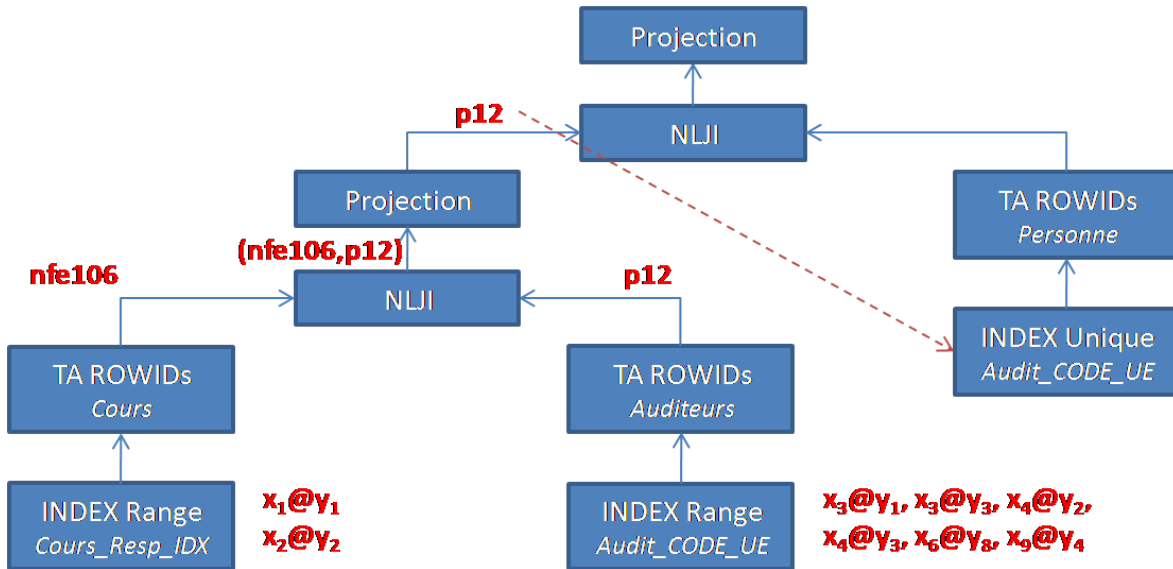 Projection
p12
NLJI
Projection
TA ROWIDs
Personne
(nfe106,p12)
nfe106
NLJI
p12
INDEX Unique
Audit_CODE_UE
TA ROWIDs
Cours
TA ROWIDs
Auditeurs
INDEX Range
Cours_Resp_IDX
x₁@y₁
x₂@y₂
INDEX Range
Audit_CODE_UE
x₃@y₁, x₃@y₃, x₄@y₂,
x₄@y₃, x₆@y₈, x₉@y₄